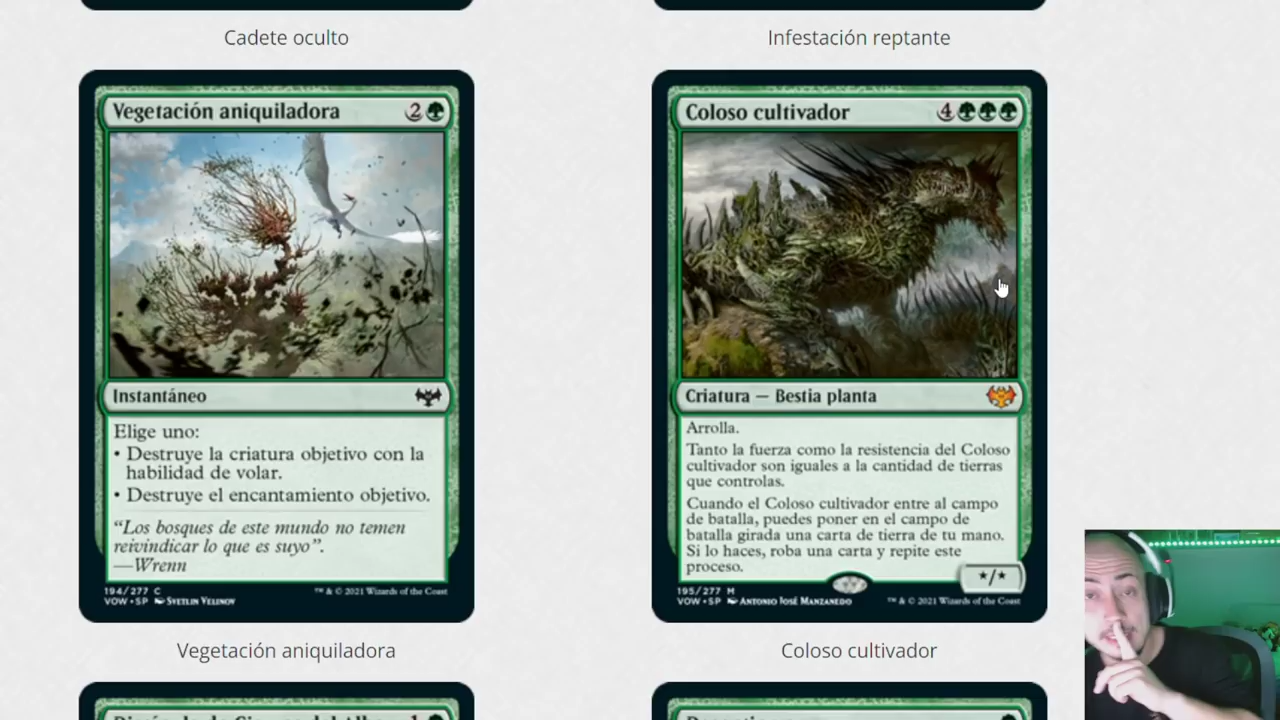 Cadete oculto
Infestación reptante
Vegetación aniquiladora 2
Instantáneo
Elige uno:
• Destruye la criatura objetivo con la
habilidad de volar.
• Destruye el encantamiento objetivo.
“Los bosques de este mundo no temen
reivindicar lo que es suyo”.
—Wrenn
194/277 C
VOW • SP SVETLIN VELINOV
™ & © 2021 Wizards of the Coast
Vegetación aniquiladora
Coloso cultivador 4
Criatura — Bestia planta
Arrolla.
Tanto la fuerza como la resistencia del Coloso
cultivador son iguales a la cantidad de tierras
que controlas.
Cuando el Coloso cultivador entre al campo
de batalla, puedes poner en el campo de
batalla girada una carta de tierra de tu mano.
Si lo haces, roba una carta y repite este
proceso.
★/★
195/277 M
VOW • SP ANTONIO JOSÉ MANZANEDO
™ & © 2021 Wizards of the Coast
Coloso cultivador